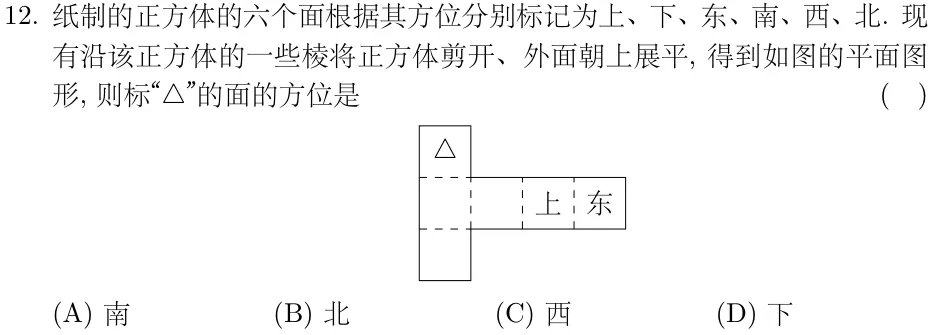 12. 纸制的正方体的六个面根据其方位分别标记为上、下、东、南、西、北. 现
有沿该正方体的一些棱将正方体剪开、外面朝上展平, 得到如图的平面图
形, 则标“△”的面的方位是 ( )
△
上 东
(A) 南 (B) 北 (C) 西 (D) 下